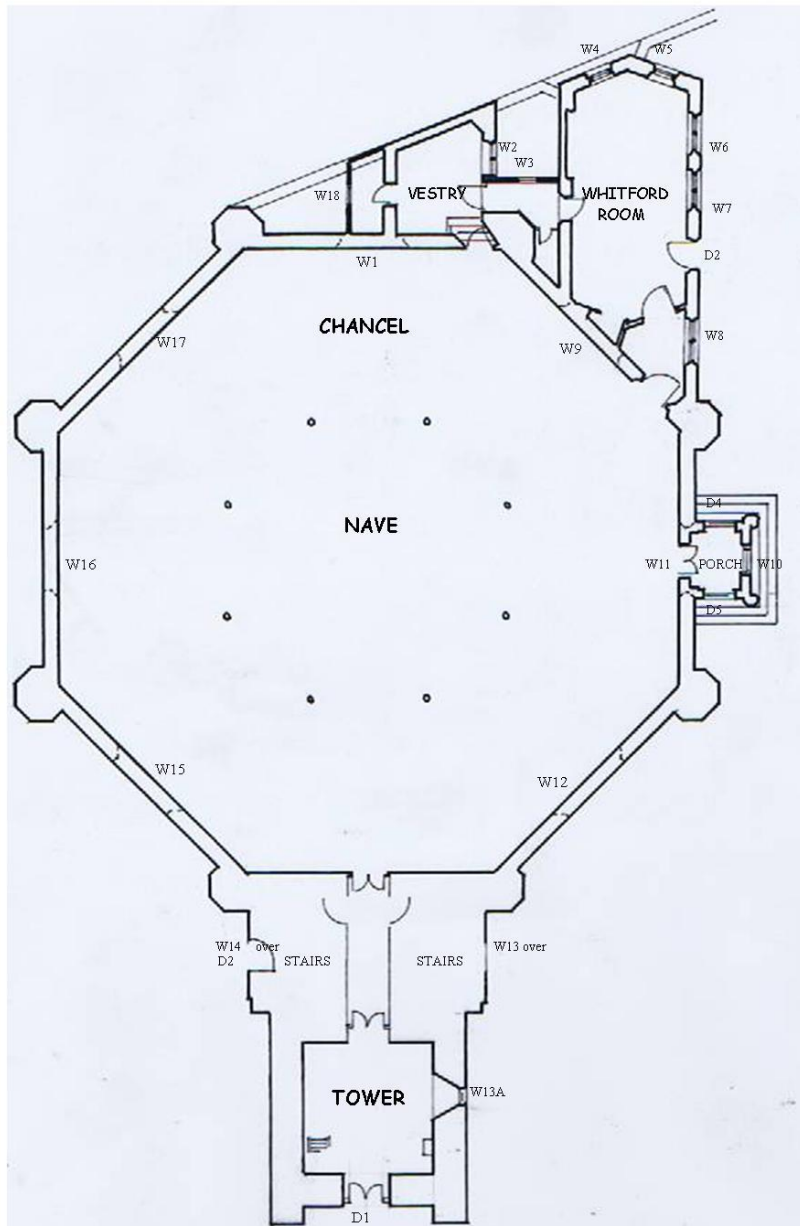 W4
W5
W2
W3
W6
W18
VESTRY
WHITFORD
ROOM
W7
W1
D2
CHANCEL
W17
W9
W8
D4
NAVE
W16
W11
PORCH
W10
D5
W15
W12
W14 over
D2
STAIRS
STAIRS
W13 over
TOWER
W13A
D1